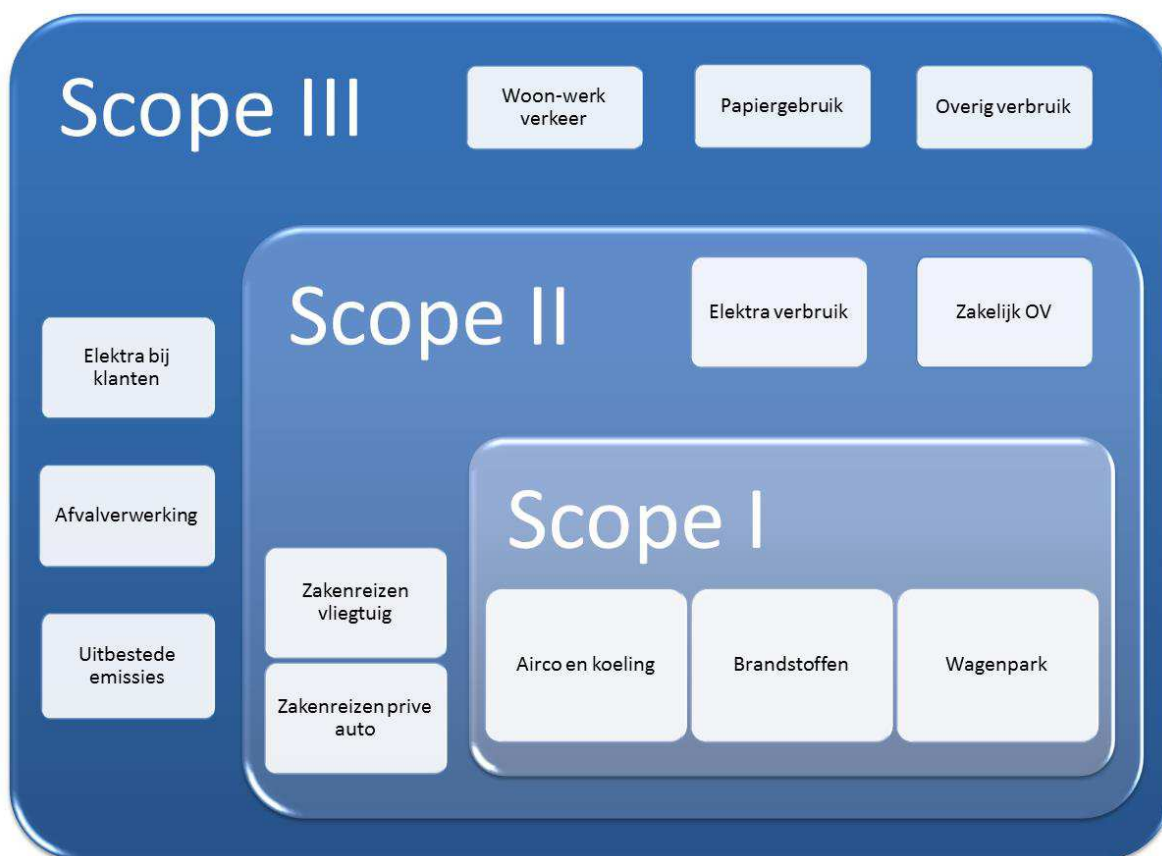 Scope III
Woon-werk
verkeer
Papiergebruik
Overig verbruik
Scope II
Elektra verbruik
Zakelijk OV
Elektra bij
klanten
Afvalverwerking
Uitbestede
emissies
Zakenreizen
vliegtuig
Zakenreizen prive
auto
Scope I
Airco en koeling
Brandstoffen
Wagenpark